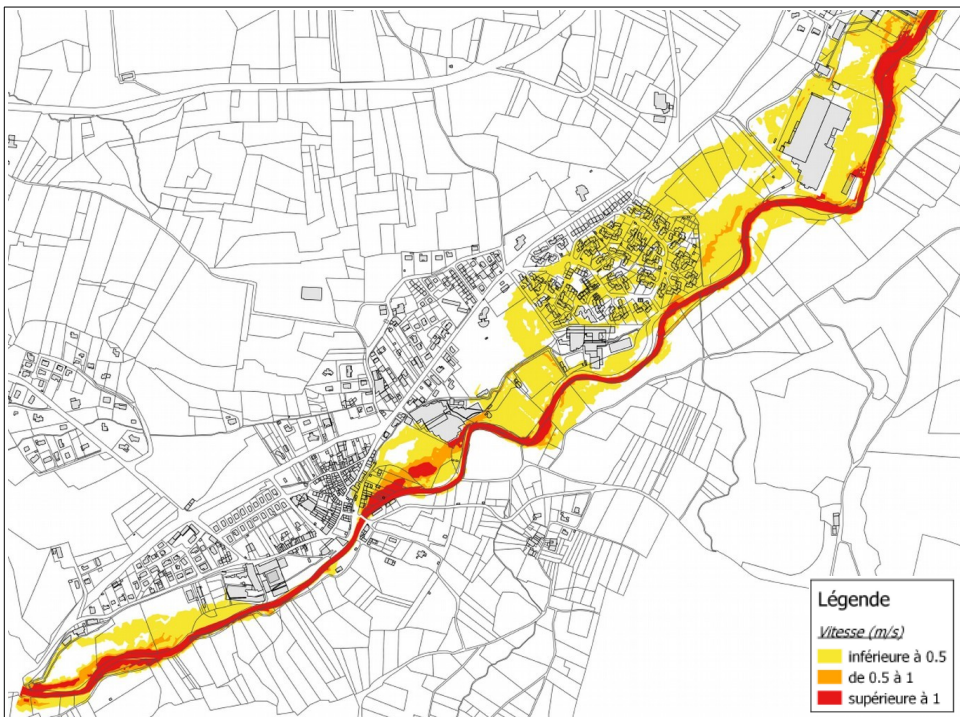 Légende
Vitesse (m/s)
inférieure à 0.5
de 0.5 à 1
supérieure à 1